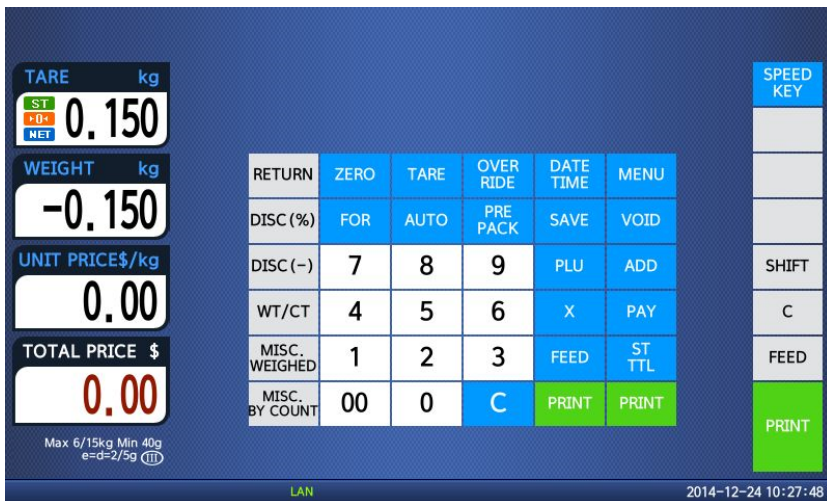 TARE kg
ST
▸0◂
NET
0.150
WEIGHT kg
-0.150
UNIT PRICE$/kg
0.00
TOTAL PRICE $
0.00
Max 6/15kg Min 40g
e=d=2/5g III
RETURN ZERO TARE OVER RIDE DATE TIME MENU
DISC(%) FOR AUTO PRE PACK SAVE VOID
DISC(-) 7 8 9 PLU ADD
WT/CT 4 5 6 X PAY
MISC. WEIGHED 1 2 3 FEED ST TTL
MISC. BY COUNT 00 0 C PRINT PRINT
SPEED
KEY
SHIFT
C
FEED
PRINT
LAN
2014-12-24 10:27:48